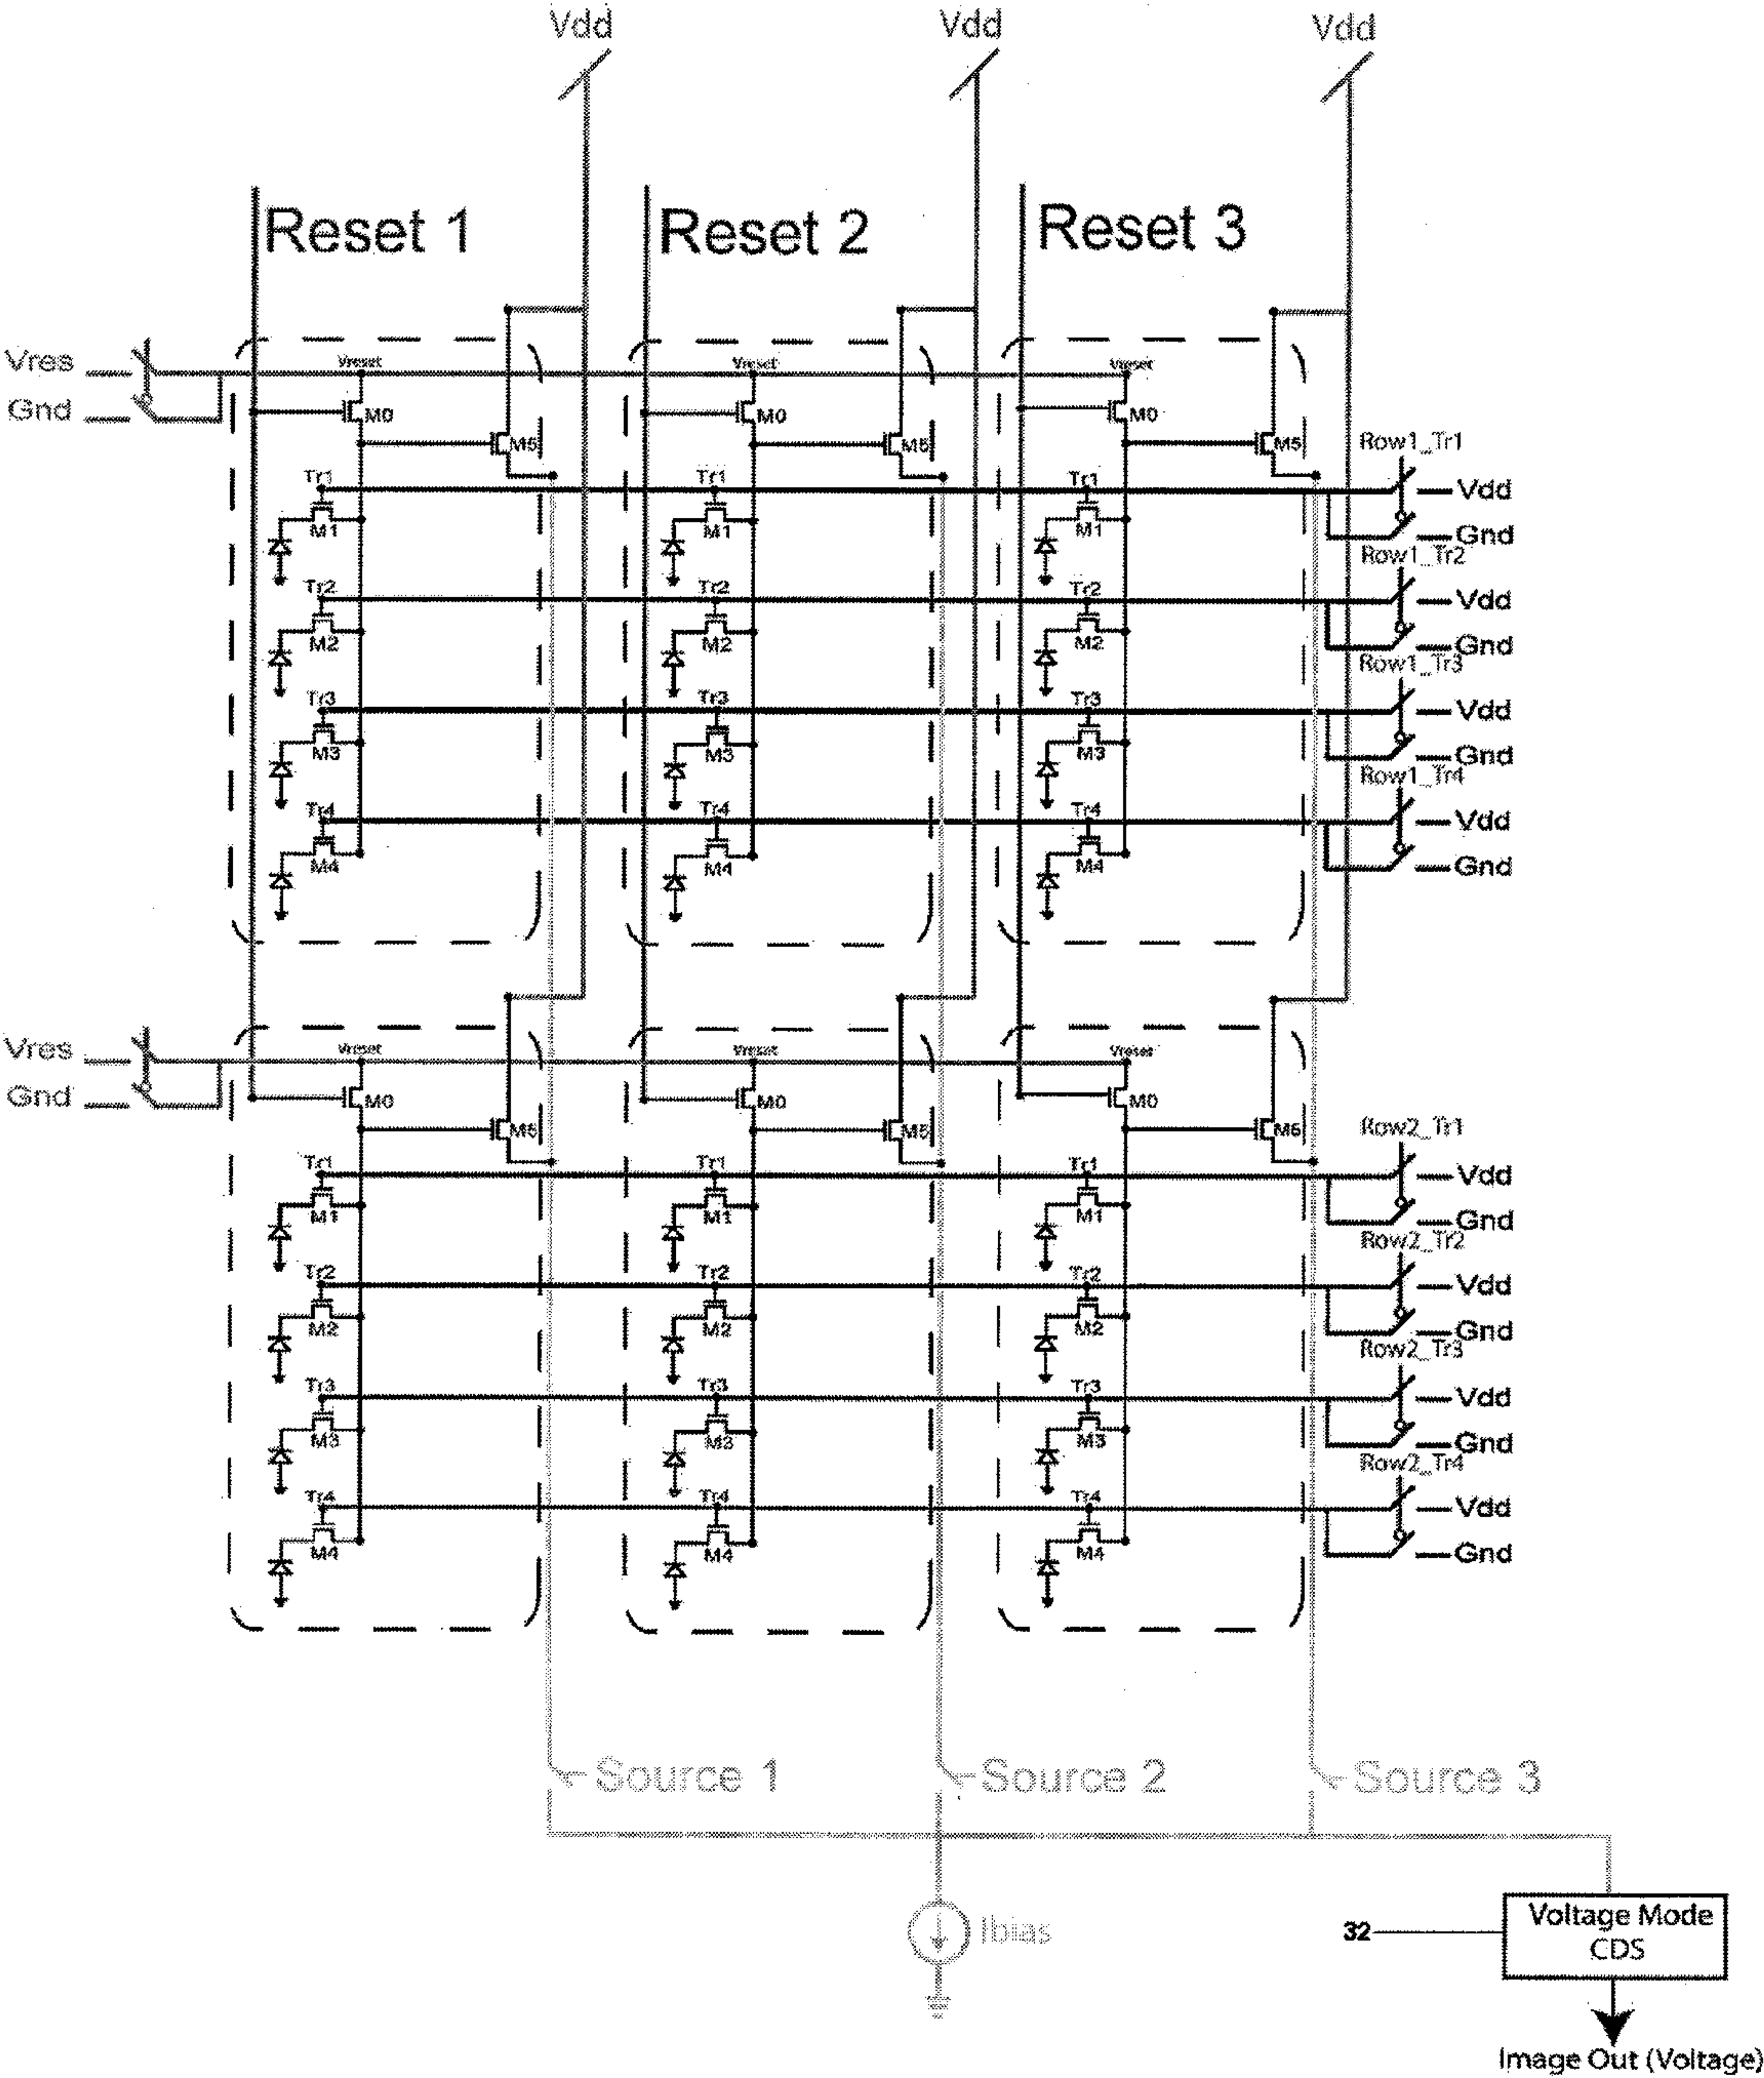 Vdd Vdd Vdd
Reset 1 Reset 2 Reset 3
Vres Vreset Vreset Vreset
Gnd M0 M0 M0
M5 M5 M5 Row1_Tr1
Tr1 Tr1 Tr1 Vdd
M1 M1 M1 Gnd
Row1_Tr2
Tr2 Tr2 Tr2 Vdd
M2 M2 M2 Gnd
Row1_Tr3
Tr3 Tr3 Tr3 Vdd
M3 M3 M3 Gnd
Row1_Tr4
Tr4 Tr4 Tr4 Vdd
M4 M4 M4 Gnd
Vres Vreset Vreset Vreset
Gnd M0 M0 M0
M5 M5 M5 Row2_Tr1
Tr1 Tr1 Tr1 Vdd
M1 M1 M1 Gnd
Row2_Tr2
Tr2 Tr2 Tr2 Vdd
M2 M2 M2 Gnd
Row2_Tr3
Tr3 Tr3 Tr3 Vdd
M3 M3 M3 Gnd
Row2_Tr4
Tr4 Tr4 Tr4 Vdd
M4 M4 M4 Gnd
Source 1 Source 2 Source 3
Ibias
32
Voltage Mode
CDS
Image Out (Voltage)